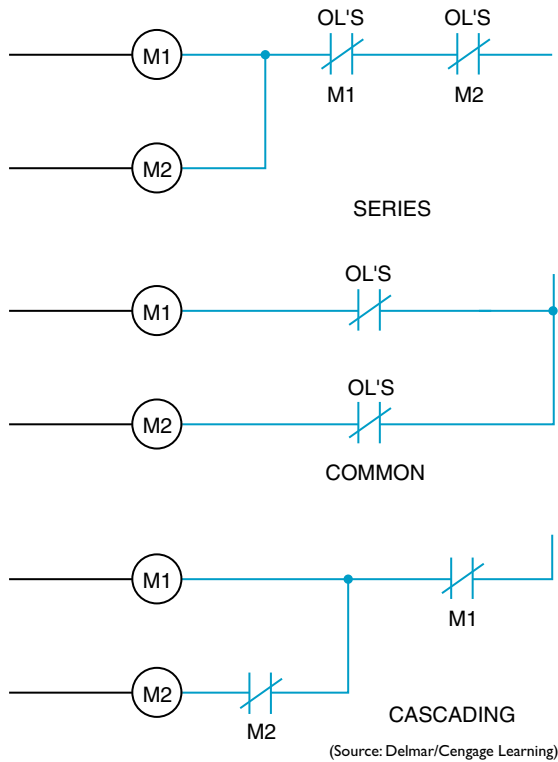 OL'S OL'S
M1
M1 M2
M2
SERIES
OL'S
M1
OL'S
M2
COMMON
M1
M1
M2
M2
CASCADING
(Source: Delmar/Cengage Learning)